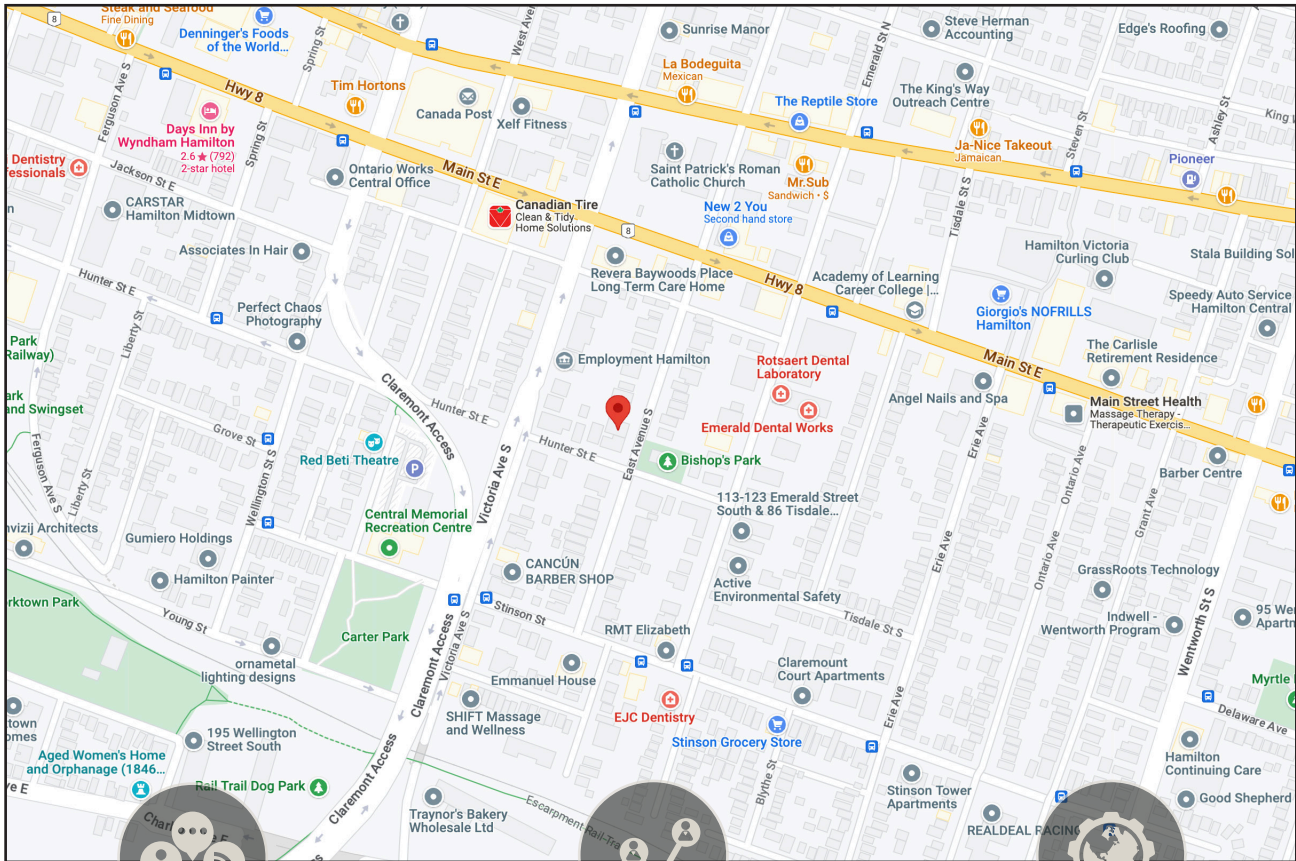 Steak and Seafood
Fine Dining
8
Denninger's Foods
of the World...
Spring St
West Aven
Sunrise Manor
Steve Herman
Accounting
Edge's Roofing
Emerald St N
La Bodeguita
Mexican
The King's Way
Outreach Centre
Tim Hortons
Hwy 8
Canada Post
Xelf Fitness
The Reptile Store
Ferguson Ave S
Ashley St
King
Days Inn by
Wyndham Hamilton
2.6★ (792)
2-star hotel
Spring St
Steven St
Ja-Nice Takeout
Jamaican
Pioneer
Dentistry
fessionals
Jackson St E
Ontario Works
Central Office
Main St E
Saint Patrick's Roman
Catholic Church
Mr.Sub
Sandwich • $
Tisdale St S
CARSTAR
Hamilton Midtown
Canadian Tire
Clean & Tidy
Home Solutions
New 2 You
Second hand store
8
Associates In Hair
Hamilton Victoria
Curling Club
Stala Building Sol
Revera Baywoods Place
Long Term Care Home
Hwy 8
Academy of Learning
Career College |...
Hunter St E
Perfect Chaos
Photography
Giorgio's NOFRILLS
Hamilton
Speedy Auto Service
Hamilton Central
Liberty St
Park
Railway)
Employment Hamilton
Rotsaert Dental
Laboratory
Main St E
The Carlisle
Retirement Residence
ark
and Swingset
Claremont Access
Hunter St E
Angel Nails and Spa
Main Street Health
Massage Therapy -
Therapeutic Exercis...
Emerald Dental Works
Grove St
Red Beti Theatre
P
Hunter St E
East Avenue S
Bishop's Park
Erie Ave
Barber Centre
Ferguson Ave S
Liberty St
Wellington St S
Victoria Ave S
Ontario Ave
Grant Ave
113-123 Emerald Street
South & 86 Tisdale...
Central Memorial
Recreation Centre
nvizij Architects
Gumiero Holdings
Hamilton Painter
CANCÚN
BARBER SHOP
Active
Environmental Safety
Erie Ave
Ontario Ave
GrassRoots Technology
rktown Park
Young St
Stinson St
Tisdale St S
Indwell -
Wentworth Program
95 Wen
Apartn
Wentworth St S
Carter Park
Claremont Access
Victoria Ave S
RMT Elizabeth
ornametal
lighting designs
Emmanuel House
Claremount
Court Apartments
Myrtle
town
omes
SHIFT Massage
and Wellness
EJC Dentistry
Erie Ave
Delaware Ave
195 Wellington
Street South
Stinson Grocery Store
Aged Women's Home
and Orphanage (1846...
Claremont Access
Hamilton
Continuing Care
ve E
Rail Trail Dog Park
Blythe St
Stinson Tower
Apartments
Good Shepherd
Traynor's Bakery
Wholesale Ltd
Escarpment Rail-Tra
REALDEAL RACING